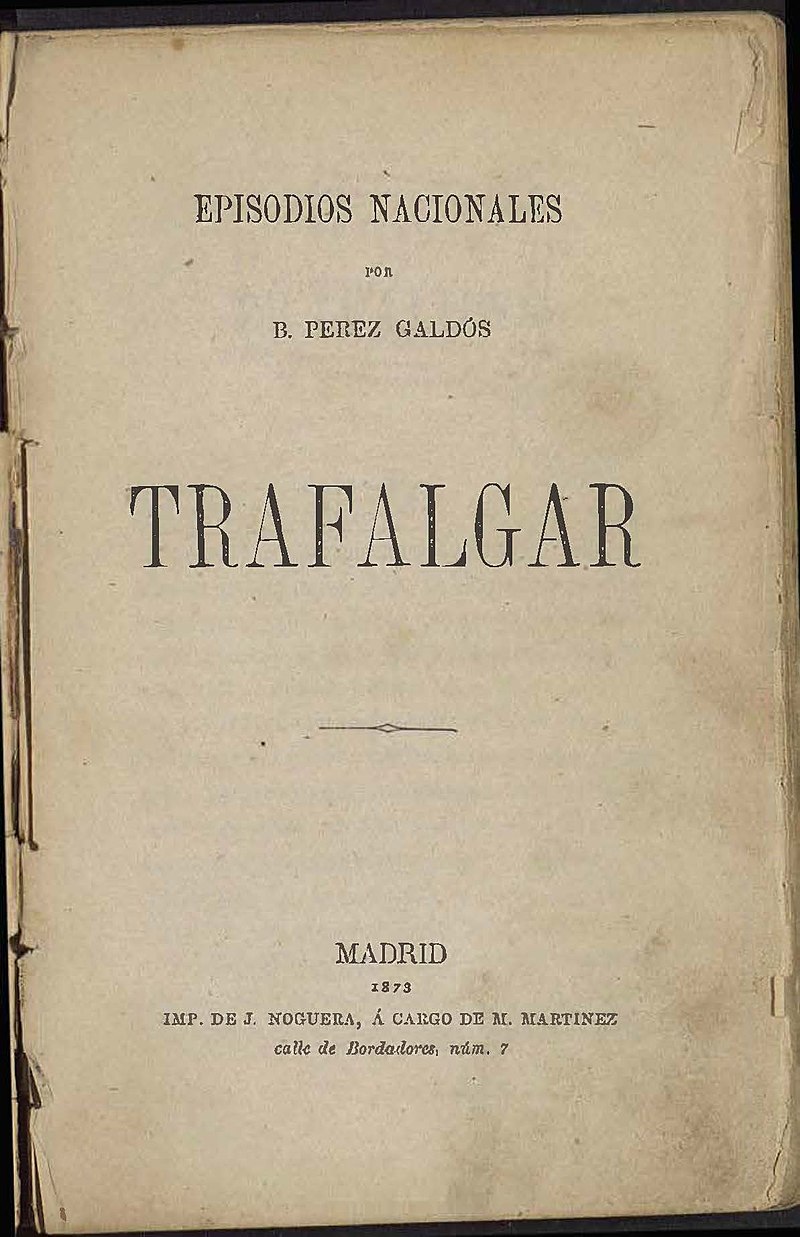 EPISODIOS NACIONALES
POR
B. PEREZ GALDÓS
TRAFALGAR
MADRID
1873
IMP. DE J. NOGUERA, Á CARGO DE M. MARTINEZ
calle de Bordadores, núm. 7